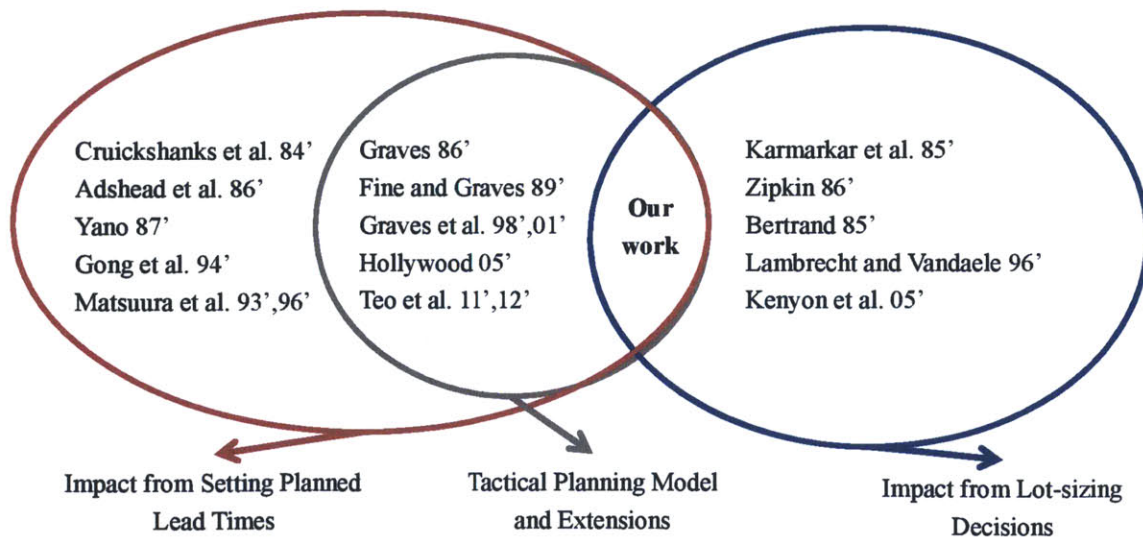 Cruickshanks et al. 84'
Adshead et al. 86'
Yano 87'
Gong et al. 94'
Matsuura et al. 93',96'
Graves 86'
Fine and Graves 89'
Graves et al. 98',01'
Hollywood 05'
Teo et al. 11',12'
Our
work
Karmarkar et al. 85'
Zipkin 86'
Bertrand 85'
Lambrecht and Vandaele 96'
Kenyon et al. 05'
Impact from Setting Planned
Lead Times
Tactical Planning Model
and Extensions
Impact from Lot-sizing
Decisions